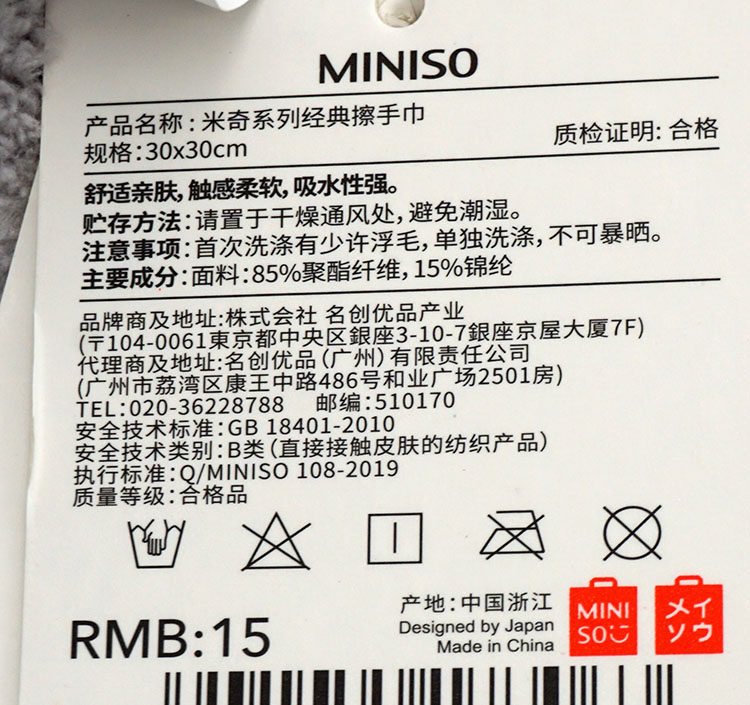 MINISO
产品名称：米奇系列经典擦手巾
规格：30x30cm
质检证明：合格
舒适亲肤，触感柔软，吸水性强。
贮存方法：请置于干燥通风处，避免潮湿。
注意事项：首次洗涤有少许浮毛，单独洗涤，不可暴晒。
主要成分：面料：85%聚酯纤维，15%锦纶
品牌商及地址：株式会社 名创优品产业
(〒104-0061東京都中央区銀座3-10-7銀座京屋大厦7F)
代理商及地址：名创优品（广州）有限责任公司
(广州市荔湾区康王中路486号和业广场2501房)
TEL：020-36228788 邮编：510170
安全技术标准：GB 18401-2010
安全技术类别：B类（直接接触皮肤的纺织产品）
执行标准：Q/MINISO 108-2019
质量等级：合格品
RMB:15
产地：中国浙江
Designed by Japan
Made in China
MINI
SO
メイ
ソウ